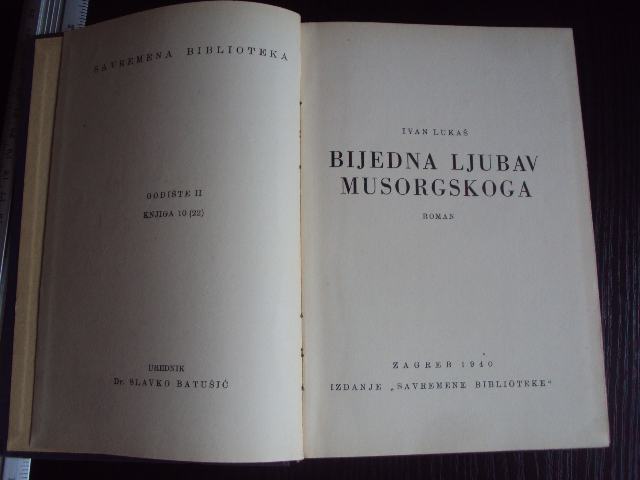 SAVREMENA BIBLIOTEKA
GODIŠTE II
KNJIGA 10 (22)
UREDNIK
Dr. SLAVKO BATUŠIĆ
IVAN LUKAŠ
BIJEDNA LJUBAV
MUSORGSKOGA
ROMAN
ZAGREB 1940
IZDANJE „SAVREMENE BIBLIOTEKE“